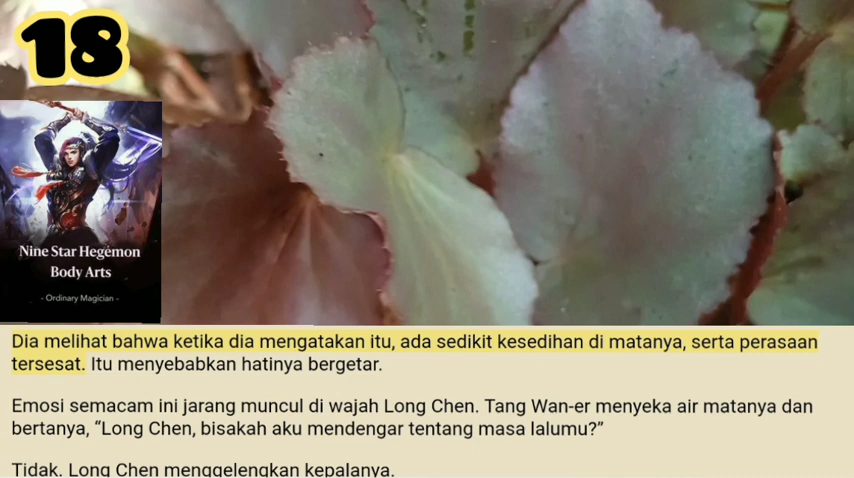 18
Nine Star Hegemon
Body Arts
- Ordinary Magician -
Dia melihat bahwa ketika dia mengatakan itu, ada sedikit kesedihan di matanya, serta perasaan
tersesat. Itu menyebabkan hatinya bergetar.
Emosi semacam ini jarang muncul di wajah Long Chen. Tang Wan-er menyeka air matanya dan
bertanya, “Long Chen, bisakah aku mendengar tentang masa lalumu?”
Tidak. Long Chen menggelengkan kepalanya.